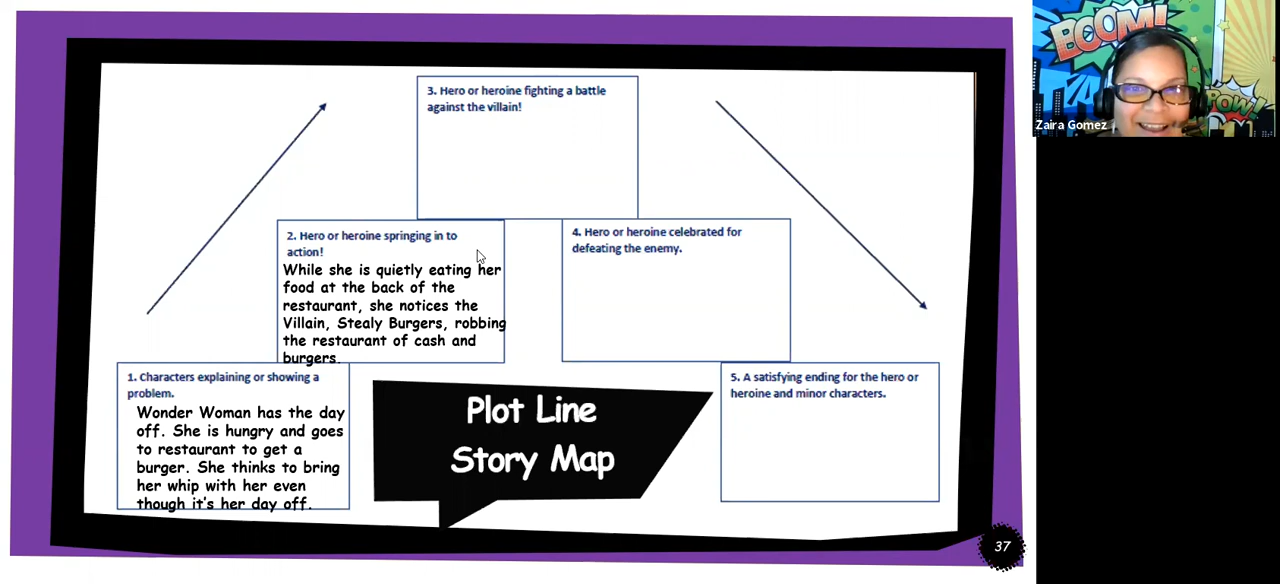 3. Hero or heroine fighting a battle
against the villain!
2. Hero or heroine springing in to
action!
While she is quietly eating her
food at the back of the
restaurant, she notices the
Villain, Stealy Burgers, robbing
the restaurant of cash and
burgers.
4. Hero or heroine celebrated for
defeating the enemy.
1. Characters explaining or showing a
problem.
Wonder Woman has the day
off. She is hungry and goes
to restaurant to get a
burger. She thinks to bring
her whip with her even
though it's her day off.
Plot Line
Story Map
5. A satisfying ending for the hero or
heroine and minor characters.
37
BOOM!
POW!
Zaira Gomez